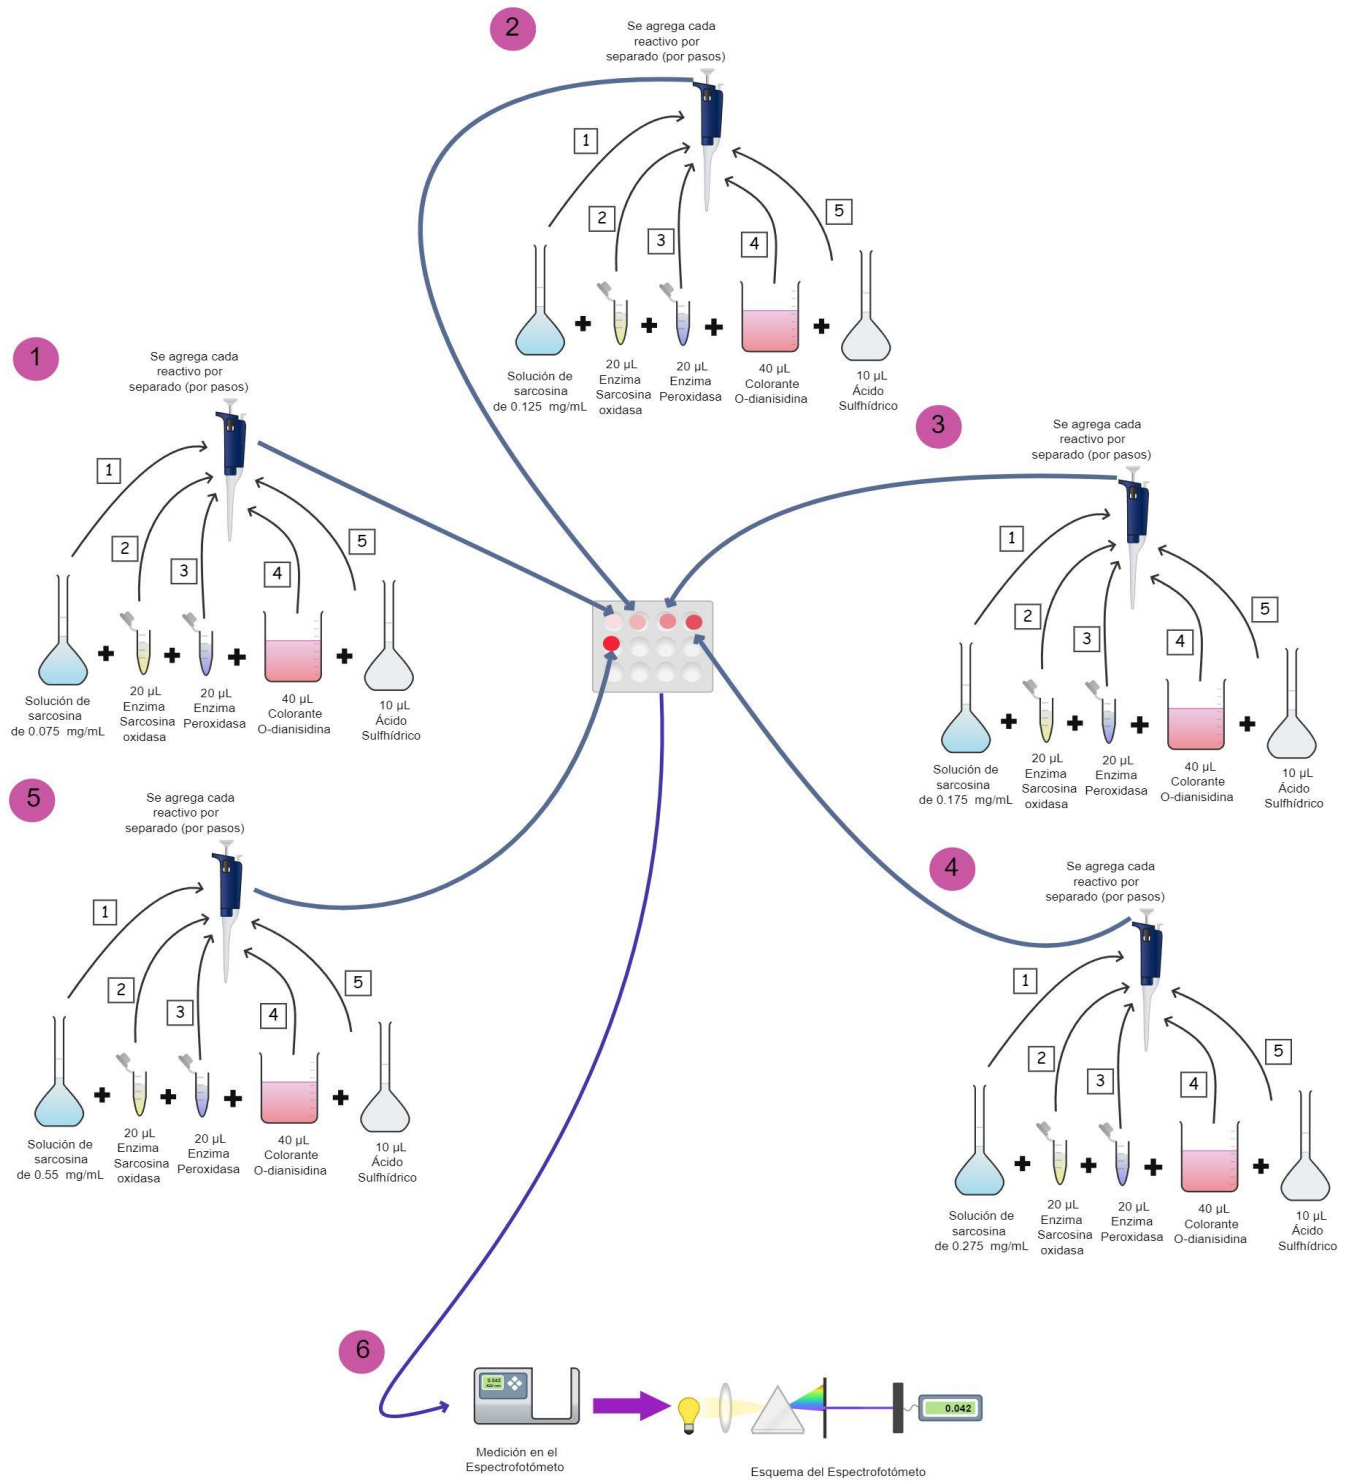 2
Se agrega cada
reactivo por
separado (por pasos)
1
2
3
4
5
Solución de
sarcosina
de 0.125 mg/mL
20 µL
Enzima
Sarcosina
oxidasa
20 µL
Enzima
Peroxidasa
40 µL
Colorante
O-dianisidina
10 µL
Ácido
Sulfhídrico
1
Se agrega cada
reactivo por
separado (por pasos)
1
2
3
4
5
Solución de
sarcosina
de 0.075 mg/mL
20 µL
Enzima
Sarcosina
oxidasa
20 µL
Enzima
Peroxidasa
40 µL
Colorante
O-dianisidina
10 µL
Ácido
Sulfhídrico
3
Se agrega cada
reactivo por
separado (por pasos)
1
2
3
4
5
Solución de
sarcosina
de 0.175 mg/mL
20 µL
Enzima
Sarcosina
oxidasa
20 µL
Enzima
Peroxidasa
40 µL
Colorante
O-dianisidina
10 µL
Ácido
Sulfhídrico
5
Se agrega cada
reactivo por
separado (por pasos)
1
2
3
4
5
Solución de
sarcosina
de 0.55 mg/mL
20 µL
Enzima
Sarcosina
oxidasa
20 µL
Enzima
Peroxidasa
40 µL
Colorante
O-dianisidina
10 µL
Ácido
Sulfhídrico
4
Se agrega cada
reactivo por
separado (por pasos)
1
2
3
4
5
Solución de
sarcosina
de 0.275 mg/mL
20 µL
Enzima
Sarcosina
oxidasa
20 µL
Enzima
Peroxidasa
40 µL
Colorante
O-dianisidina
10 µL
Ácido
Sulfhídrico
6
0.042
0.042
Medición en el
Espectrofotómeto
Esquema del Espectrofotómeto